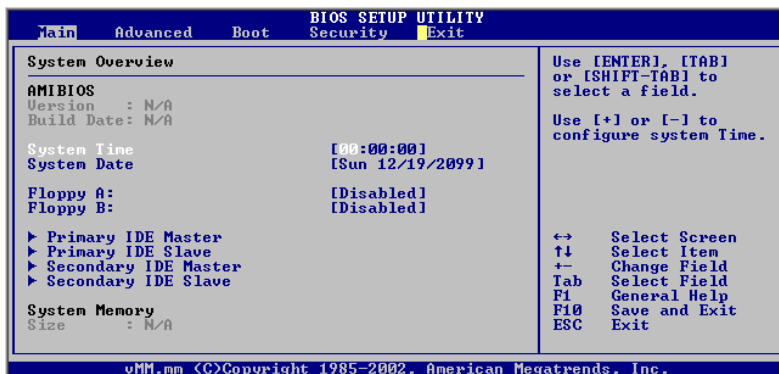 BIOS SETUP UTILITY
Main Advanced Boot Security Exit
System Overview
AMIBIOS
Version : N/A
Build Date: N/A
System Time [00:00:00]
System Date [Sun 12/19/2099]
Floppy A: [Disabled]
Floppy B: [Disabled]
► Primary IDE Master
► Primary IDE Slave
► Secondary IDE Master
► Secondary IDE Slave
System Memory
Size : N/A
Use [ENTER], [TAB]
or [SHIFT-TAB] to
select a field.
Use [+] or [-] to
configure system Time.
↔ Select Screen
↑↓ Select Item
+- Change Field
Tab Select Field
F1 General Help
F10 Save and Exit
ESC Exit
vMM.mm (C)Copyright 1985-2002, American Megatrends, Inc.